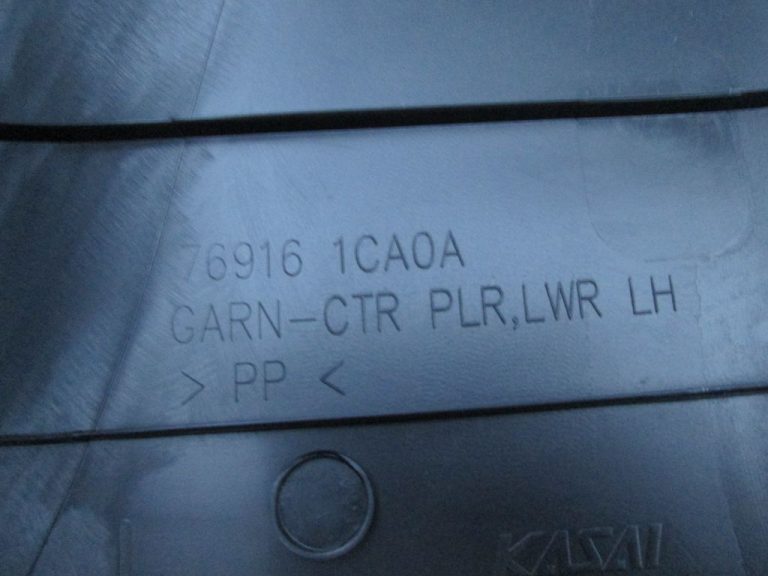 76916 1CA0A
GARN-CTR PLR,LWR LH
> PP <
KASAI